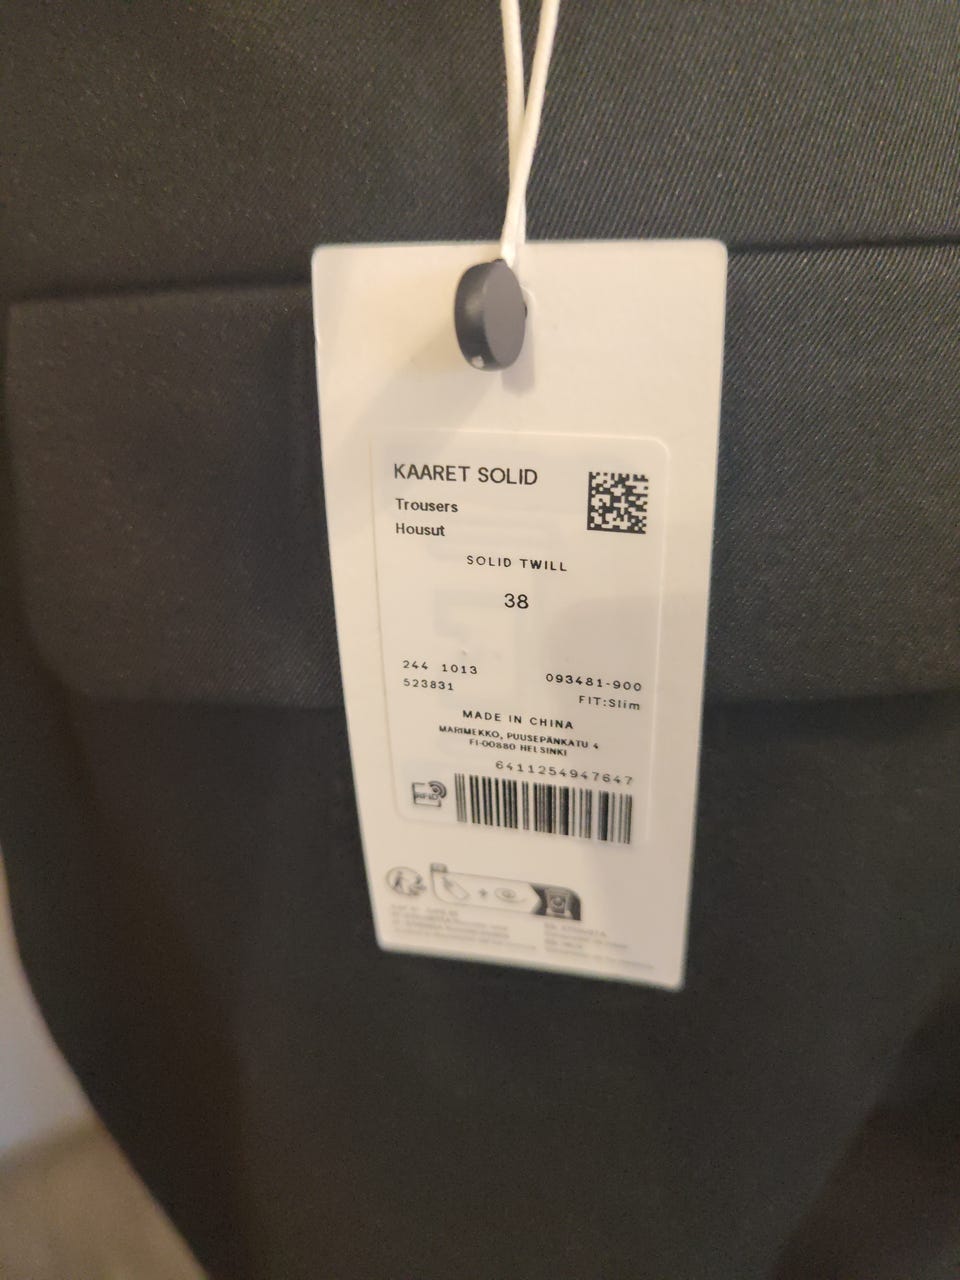 KAARET SOLID
Trousers
Housut
SOLID TWILL
38
244 1013
523831
093481-900
FIT:Slim
MADE IN CHINA
MARIMEKKO, PUUSEPÄNKATU 4
FI-00880 HELSINKI
6411254947647
RFID